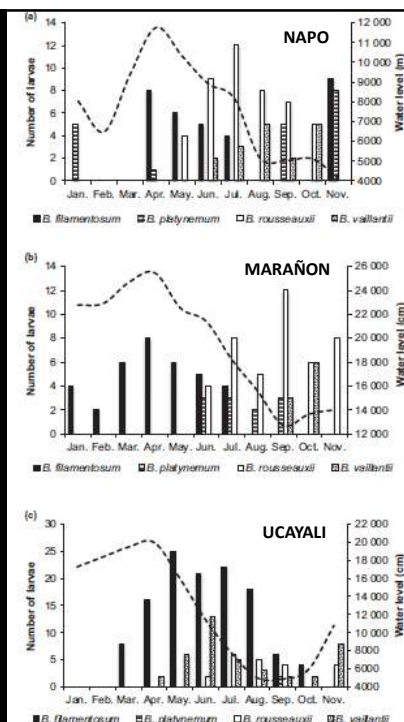 (a)
NAPO
14
12
10
8
6
4
2
0
Number of larvae
12 000
11 000
10 000
9000
8000
7000
6000
5000
4000
Water level (m)
Jan. Feb. Mar. Apr. May. Jun. Jul. Aug. Sep. Oct. Nov.
B. filamentosum B. platynemum B. rousseauxii B. vaillantii
(b)
MARAÑON
14
12
10
8
6
4
2
0
Number of larvae
26 000
24 000
22 000
20 000
18 000
16 000
14 000
12 000
Water level (cm)
Jan. Feb. Mar. Apr. May. Jun. Jul. Aug. Sep. Oct. Nov.
B. filamentosum B. platynemum B. rousseauxii B. vaillantii
(c)
UCAYALI
30
25
20
15
10
5
0
Number of larvae
22 000
20 000
18 000
16 000
14 000
12 000
10 000
8000
6000
4000
Water level (cm)
Jan. Feb. Mar. Apr. May. Jun. Jul. Aug. Sep. Oct. Nov.
B. filamentosum B. platynemum B. rousseauxii B. vaillantii